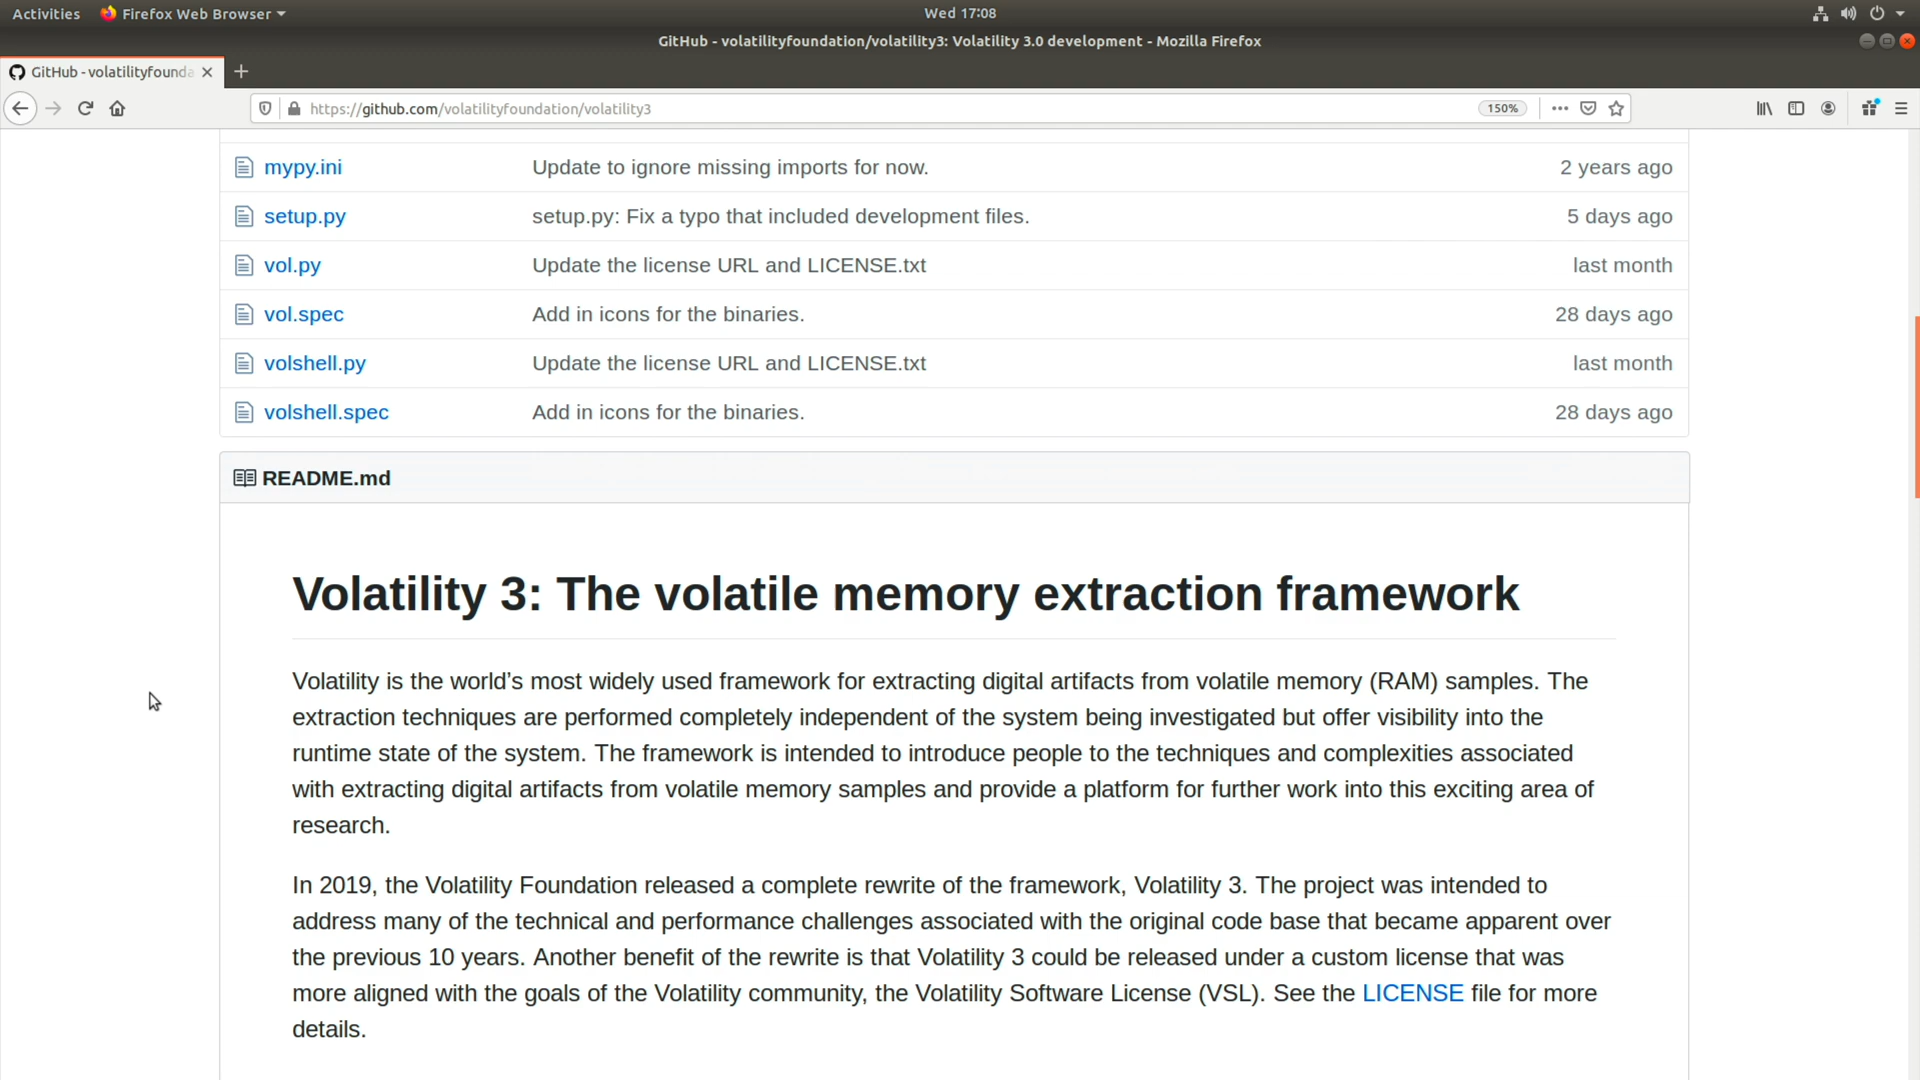 Activities Firefox Web Browser Wed 17:08
GitHub - volatilityfoundation/volatility3: Volatility 3.0 development - Mozilla Firefox
GitHub - volatilityfounda
https://github.com/volatilityfoundation/volatility3 150%
mypy.ini Update to ignore missing imports for now. 2 years ago
setup.py setup.py: Fix a typo that included development files. 5 days ago
vol.py Update the license URL and LICENSE.txt last month
vol.spec Add in icons for the binaries. 28 days ago
volshell.py Update the license URL and LICENSE.txt last month
volshell.spec Add in icons for the binaries. 28 days ago
README.md
Volatility 3: The volatile memory extraction framework
Volatility is the world’s most widely used framework for extracting digital artifacts from volatile memory (RAM) samples. The
extraction techniques are performed completely independent of the system being investigated but offer visibility into the
runtime state of the system. The framework is intended to introduce people to the techniques and complexities associated
with extracting digital artifacts from volatile memory samples and provide a platform for further work into this exciting area of
research.
In 2019, the Volatility Foundation released a complete rewrite of the framework, Volatility 3. The project was intended to
address many of the technical and performance challenges associated with the original code base that became apparent over
the previous 10 years. Another benefit of the rewrite is that Volatility 3 could be released under a custom license that was
more aligned with the goals of the Volatility community, the Volatility Software License (VSL). See the LICENSE file for more
details.